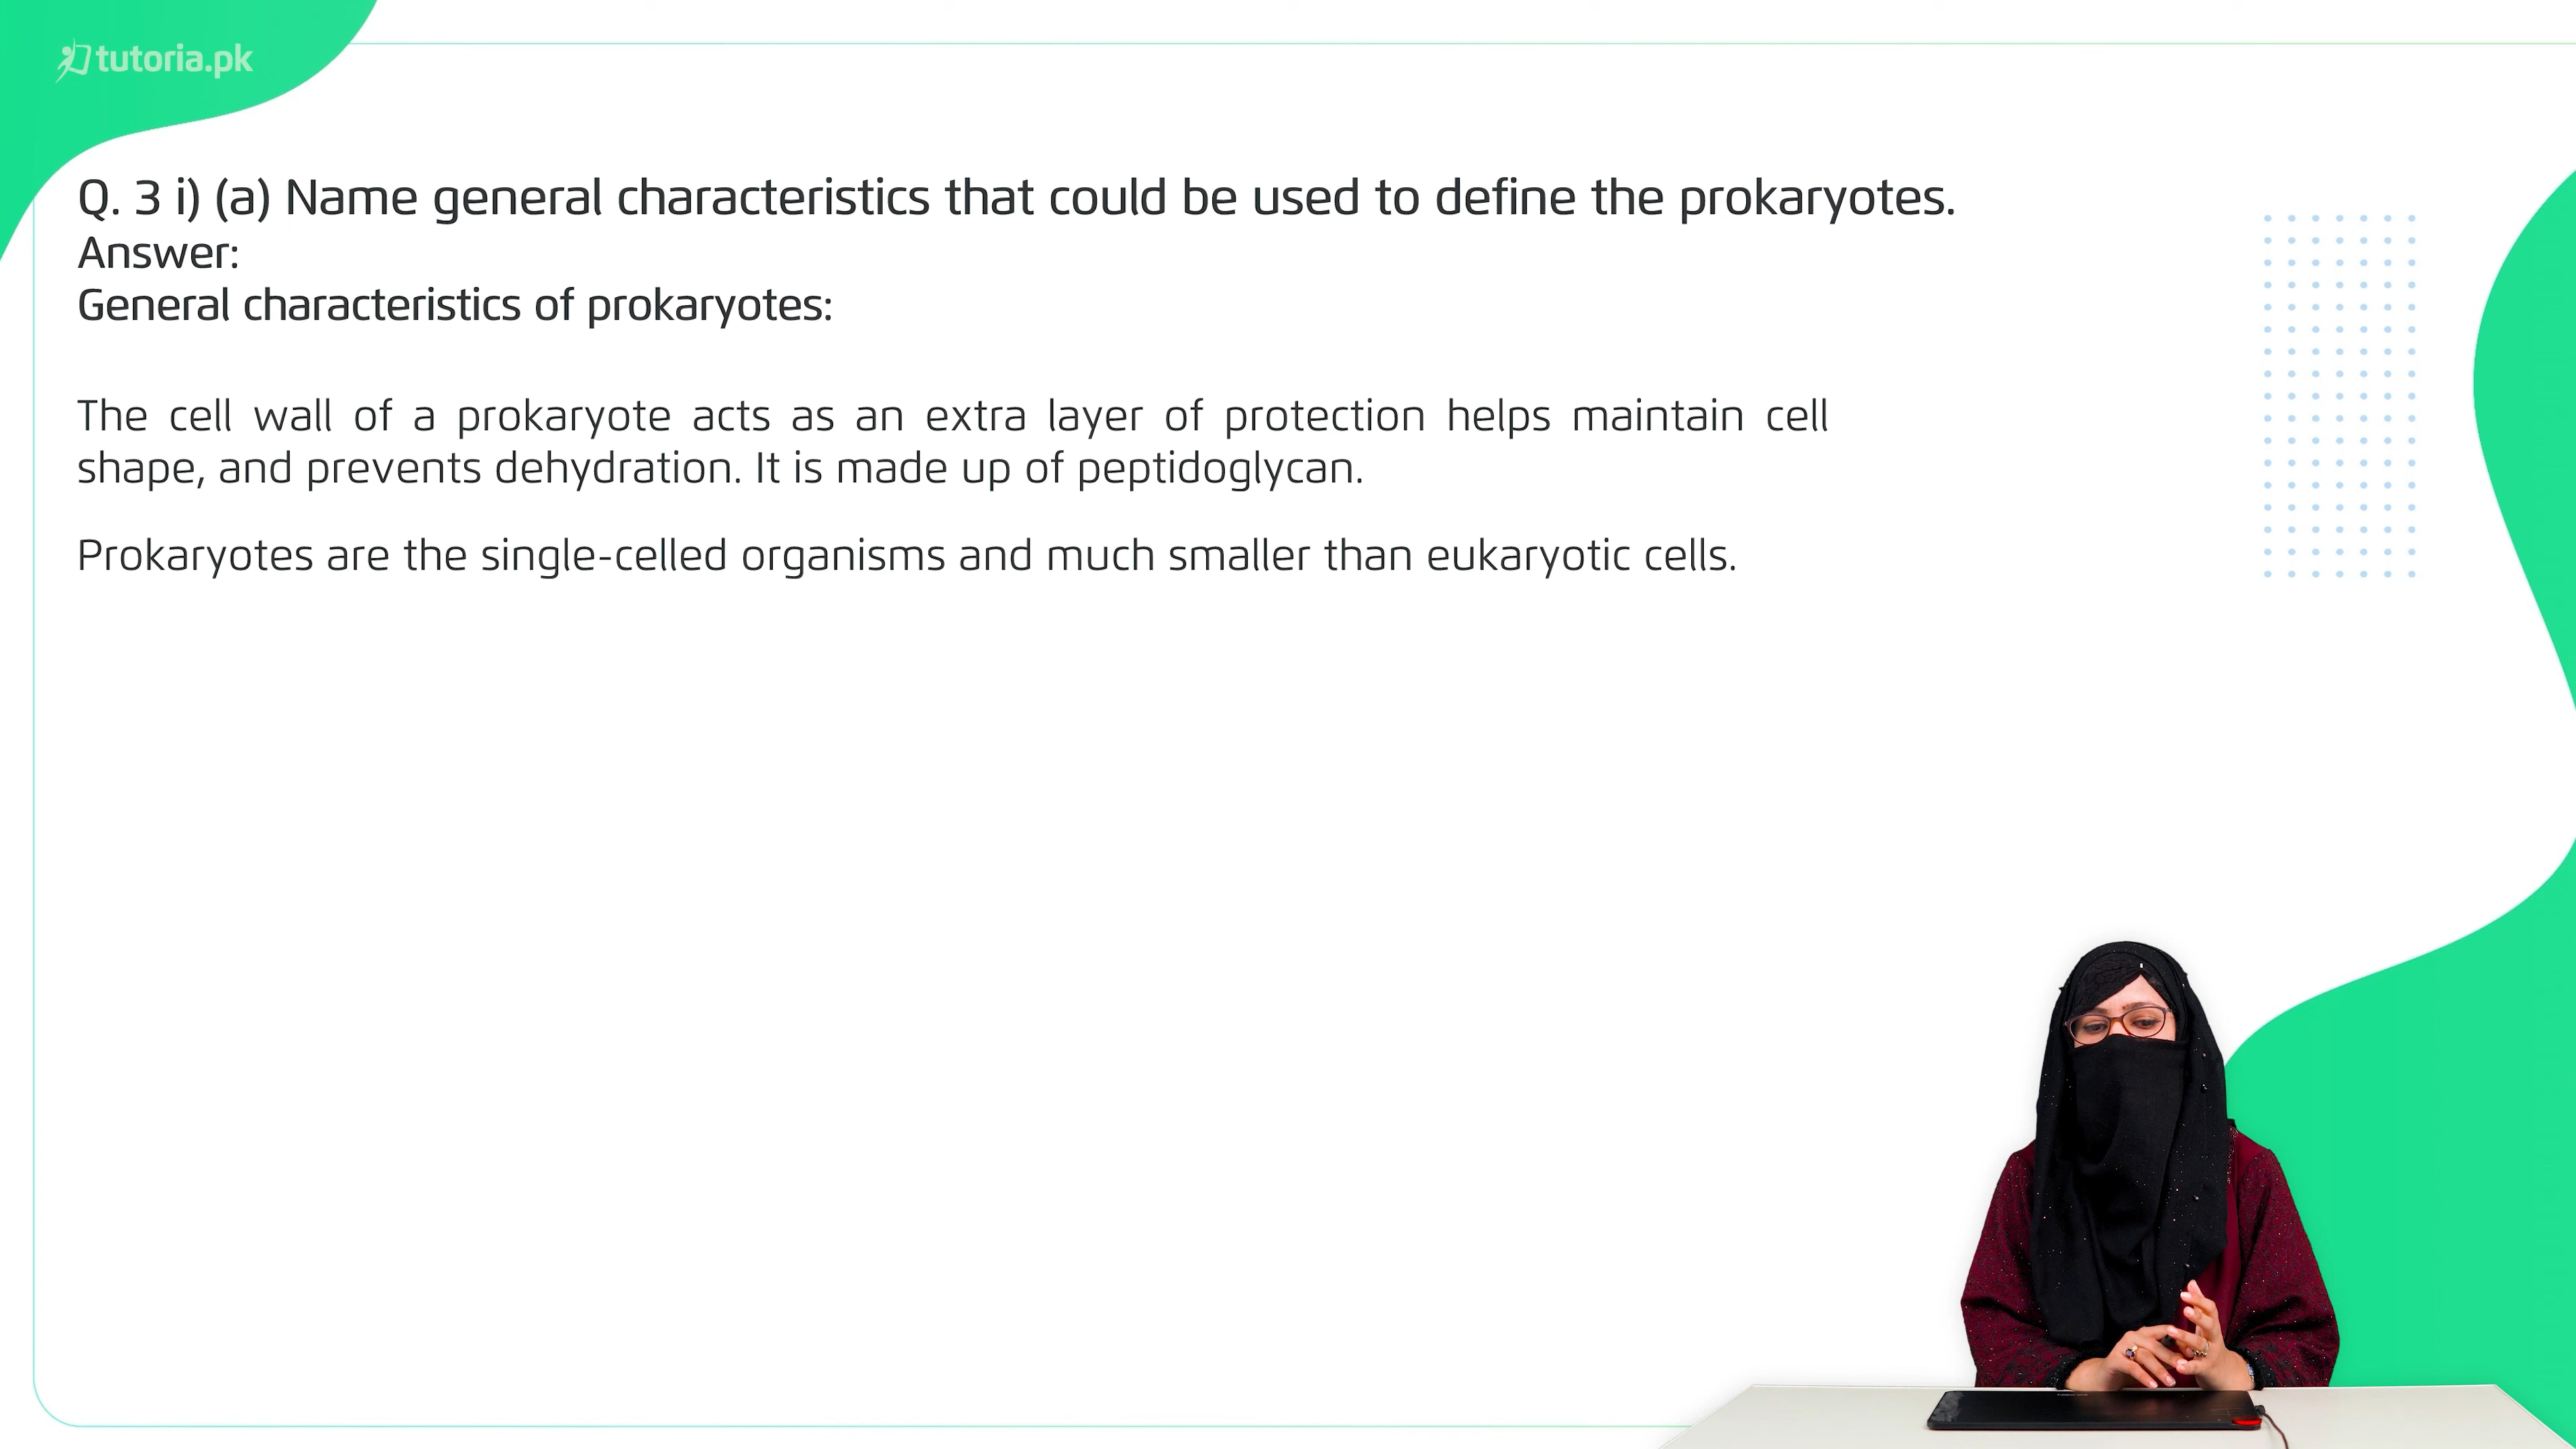 tutoria.pk
Q. 3 i) (a) Name general characteristics that could be used to define the prokaryotes.
Answer:
General characteristics of prokaryotes:
The cell wall of a prokaryote acts as an extra layer of protection helps maintain cell
shape, and prevents dehydration. It is made up of peptidoglycan.
Prokaryotes are the single-celled organisms and much smaller than eukaryotic cells.